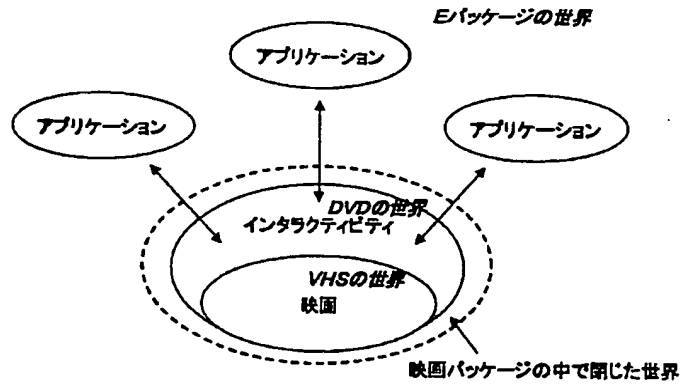 Eパッケージの世界
アプリケーション
アプリケーション
アプリケーション
DVDの世界
インタラクティビティ
VHSの世界
映画
映画パッケージの中で閉じた世界